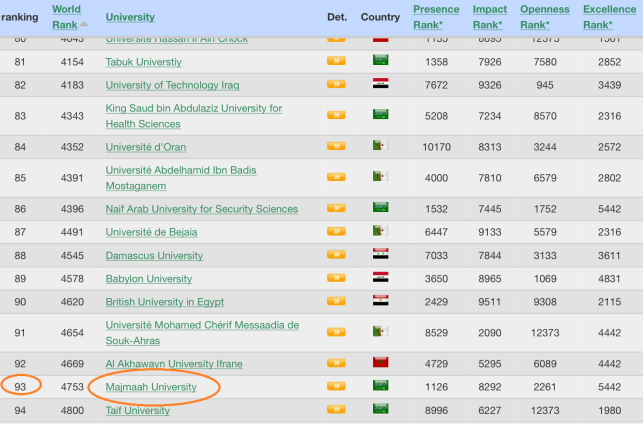 ranking World Rank University Det. Country Presence Rank* Impact Rank* Openness Rank* Excellence Rank*
80 4043 Université Hassan II Ain Chock 1135 8695 12373 1581
81 4154 Tabuk Universtiy 1358 7926 7580 2852
82 4183 University of Technology Iraq 7672 9326 945 3439
83 4343 King Saud bin Abdulaziz University for Health Sciences 5208 7234 8570 2316
84 4352 Université d'Oran 10170 8313 3244 2572
85 4391 Université Abdelhamid Ibn Badis Mostaganem 4000 7810 6579 2802
86 4396 Naif Arab University for Security Sciences 1532 7445 1752 5442
87 4491 Université de Bejaia 6447 9133 5579 2316
88 4545 Damascus University 7033 7844 3133 3611
89 4578 Babylon University 3650 8965 1069 4831
90 4620 British University in Egypt 2429 9511 9308 2115
91 4654 Université Mohamed Chérif Messaadia de Souk-Ahras 8529 2090 12373 4442
92 4669 Al Akhawayn University Ifrane 4729 5295 6089 4442
93 4753 Majmaah University 1126 8292 2261 5442
94 4800 Taif University 8996 6227 12373 1980